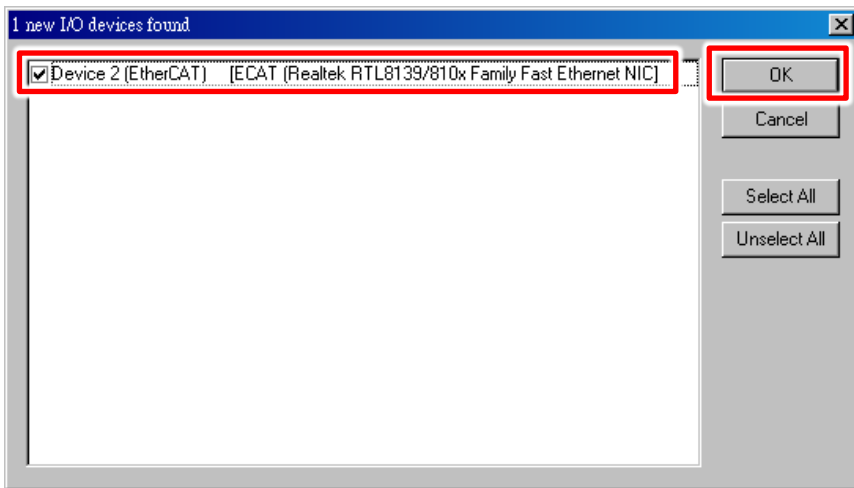 1 new I/O devices found
Device 2 (EtherCAT) [ECAT (Realtek RTL8139/810x Family Fast Ethernet NIC]
OK
Cancel
Select All
Unselect All